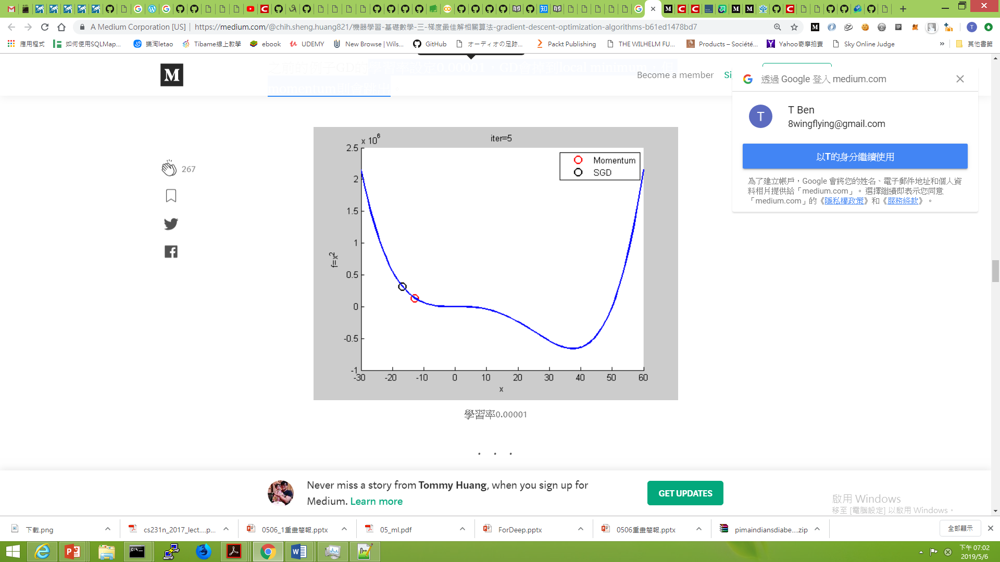 A Medium Corporation [US]
https://medium.com/@chih.sheng.huang821/機器學習-基礎數學-三-梯度最佳解相關算法-gradient-descent-optimization-algorithms-b61ed1478bd7
應用程式
如何使用SQLMap...
樂淘letao
Tibame線上教學
ebook
UDEMY
New Browse | Wils...
GitHub
オーディオの足跡...
Packt Publishing
THE WILHELM FU...
Products – Société...
Yahoo奇摩拍賣
Sky Online Judge
»
其他書籤
M
Become a member
Si
透過 Google 登入 medium.com
T
T Ben
8wingflying@gmail.com
以T的身分繼續使用
為了建立帳戶，Google 會將您的姓名、電子郵件地址和個人資
料相片提供給「medium.com」。 選擇繼續即表示您同意
「medium.com」的《隱私權政策》和《服務條款》。
267
x 10^6
iter=5
Momentum
SGD
2.5
2
1.5
1
0.5
0
-0.5
-1
f=x^2
-30
-20
-10
0
10
20
30
40
50
60
x
學習率0.00001
Never miss a story from Tommy Huang, when you sign up for
Medium. Learn more
GET UPDATES
啟用 Windows
移至 [電腦設定] 以啟用 Windows。
下載.png
cs231n_2017_lect....p...
0506_1重畫簡報.pptx
05_ml.pdf
ForDeep.pptx
0506重畫簡報.pptx
pimaindiansdiabe....zip
全部顯示
下午 07:02
2019/5/6